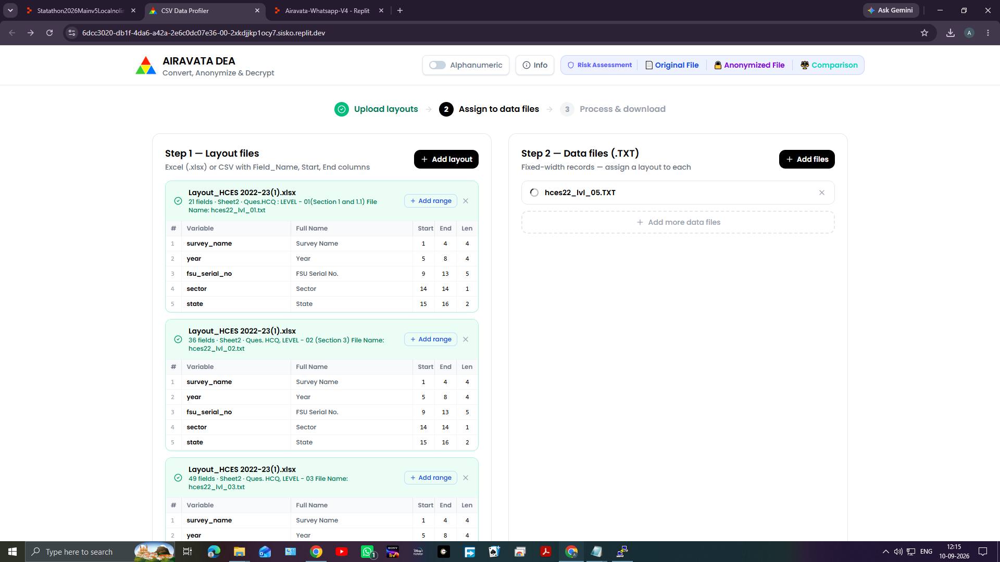 Statathon2026Mainv5Localnolin
CSV Data Profiler
Airavata-Whatsapp-V4 - Replit
Ask Gemini
6dcc3020-db1f-4da6-a42a-2e6c0dc07e36-00-2xkdjjkp1ocy7.sisko.replit.dev
A
AIRAVATA DEA
Convert, Anonymize & Decrypt
Alphanumeric
Info
Risk Assessment
Original File
Anonymized File
Comparison
Upload layouts
2 Assign to data files
3 Process & download
Step 1 — Layout files
Excel (.xlsx) or CSV with Field_Name, Start, End columns
+ Add layout
Layout_HCES 2022-23(1).xlsx
21 fields · Sheet2 · Ques.HCQ : LEVEL - 01(Section 1 and 1.1) File
Name: hces22_lvl_01.txt
+ Add range
# Variable Full Name Start End Len
1 survey_name Survey Name 1 4 4
2 year Year 5 8 4
3 fsu_serial_no FSU Serial No. 9 13 5
4 sector Sector 14 14 1
5 state State 15 16 2
Layout_HCES 2022-23(1).xlsx
36 fields · Sheet2 · Ques. HCQ, LEVEL - 02 (Section 3) File Name:
hces22_lvl_02.txt
+ Add range
# Variable Full Name Start End Len
1 survey_name Survey Name 1 4 4
2 year Year 5 8 4
3 fsu_serial_no FSU Serial No. 9 13 5
4 sector Sector 14 14 1
5 state State 15 16 2
Layout_HCES 2022-23(1).xlsx
49 fields · Sheet2 · Ques. HCQ, LEVEL - 03 File Name:
hces22_lvl_03.txt
+ Add range
# Variable Full Name Start End Len
1 survey_name Survey Name 1 4 4
2 year Year 5 8 4
Step 2 — Data files (.TXT)
Fixed-width records — assign a layout to each
+ Add files
hces22_lvl_05.TXT
+ Add more data files
Type here to search
1
SONY
liv
ENG
12:15
10-09-2026